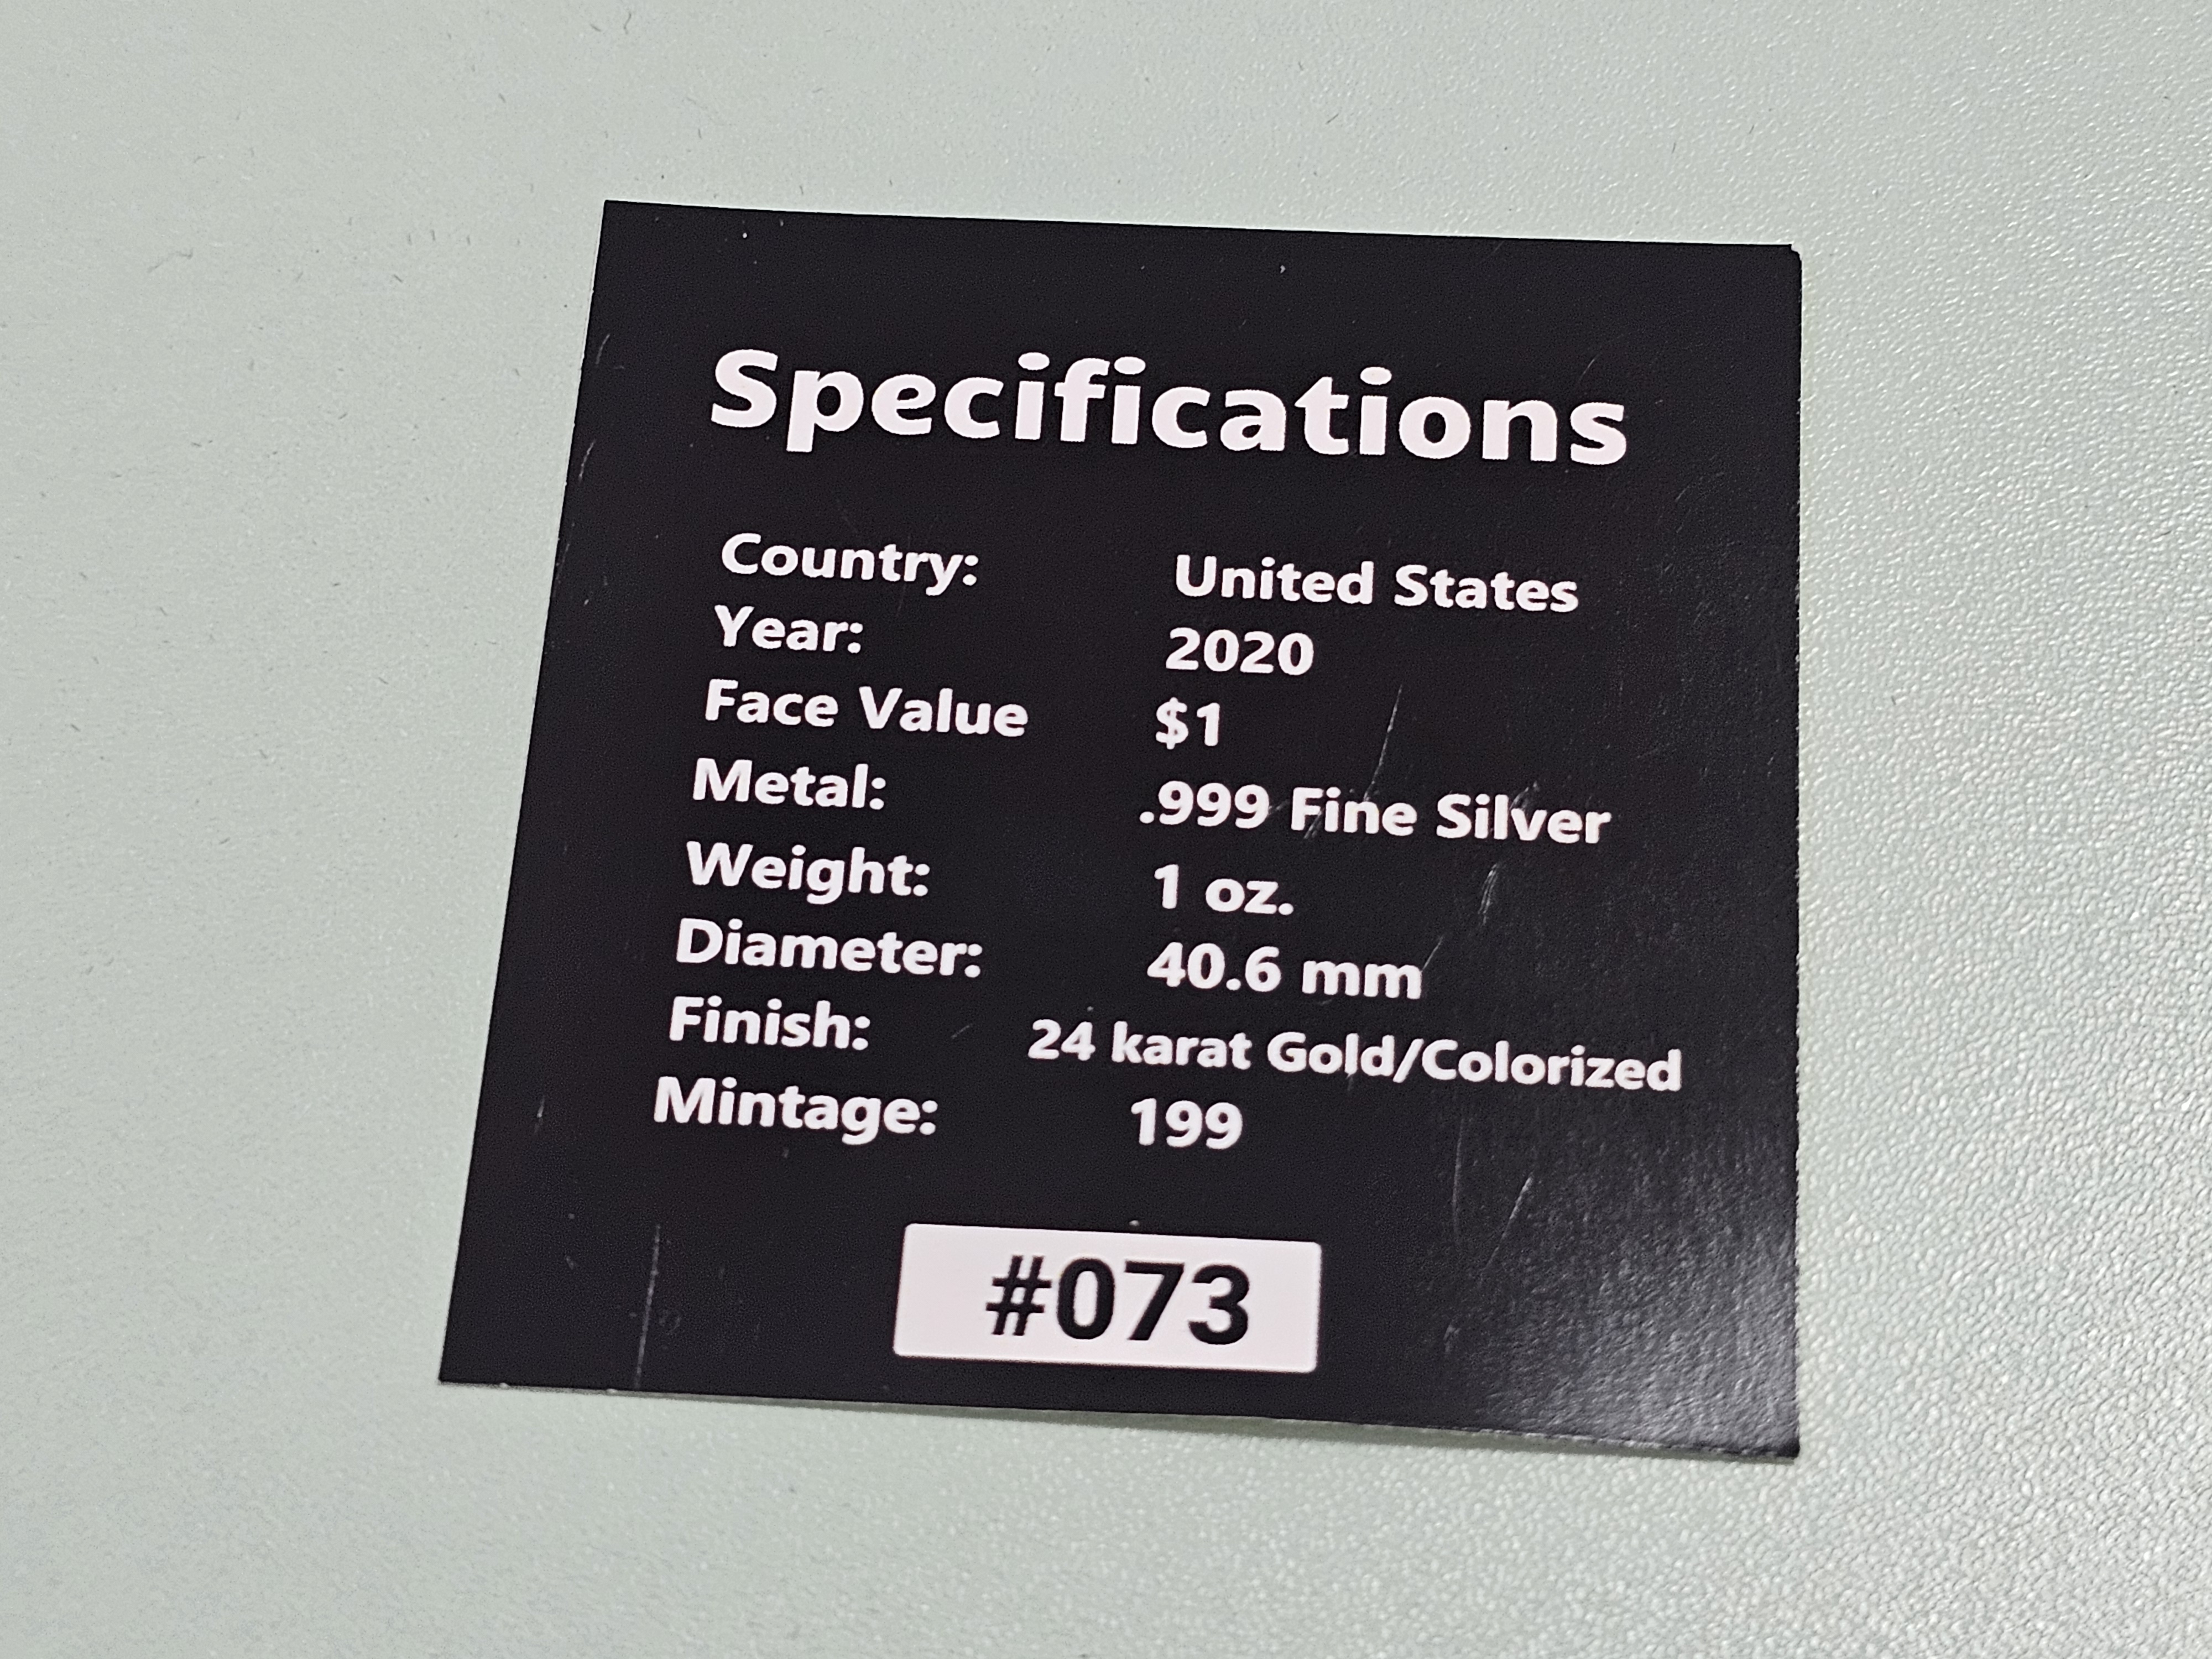 Specifications
Country: United States
Year: 2020
Face Value $1
Metal: .999 Fine Silver
Weight: 1 oz.
Diameter: 40.6 mm
Finish: 24 karat Gold/Colorized
Mintage: 199
#073